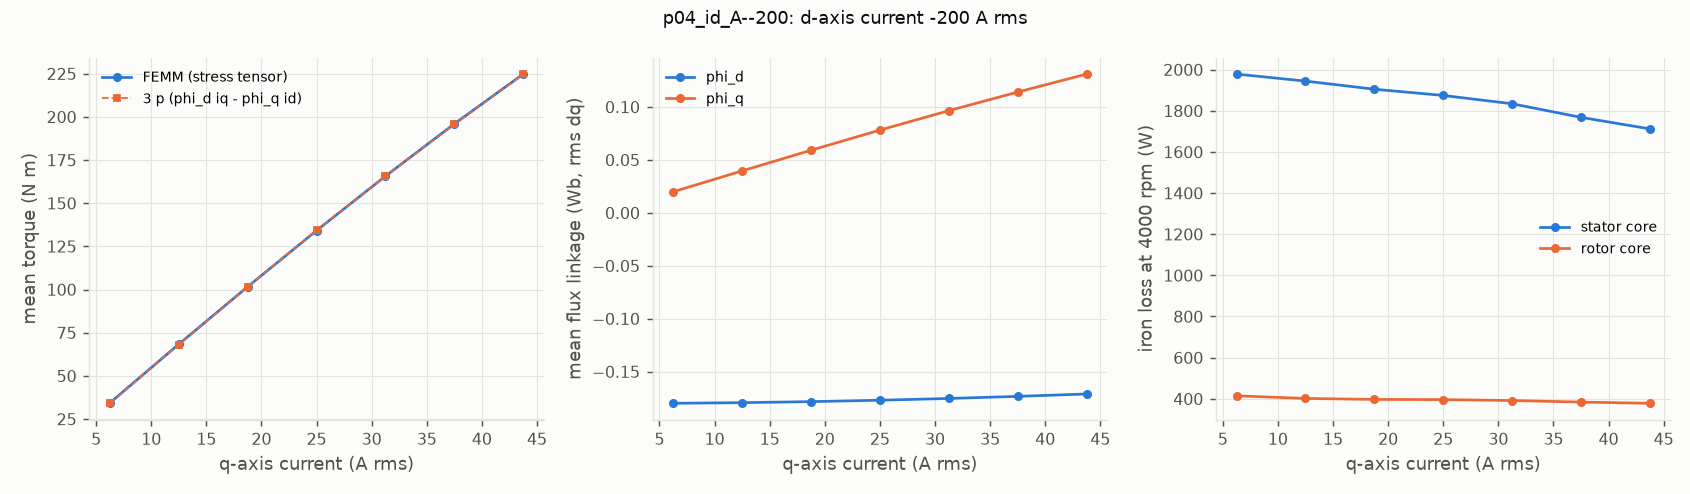 p04_id_A--200: d-axis current -200 A rms
mean torque (N m)
225
200
175
150
125
100
75
50
25
FEMM (stress tensor)
3 p (phi_d iq - phi_q id)
5 10 15 20 25 30 35 40 45
q-axis current (A rms)
mean flux linkage (Wb, rms dq)
0.10
0.05
0.00
−0.05
−0.10
−0.15
phi_d
phi_q
5 10 15 20 25 30 35 40 45
q-axis current (A rms)
iron loss at 4000 rpm (W)
2000
1800
1600
1400
1200
1000
800
600
400
stator core
rotor core
5 10 15 20 25 30 35 40 45
q-axis current (A rms)